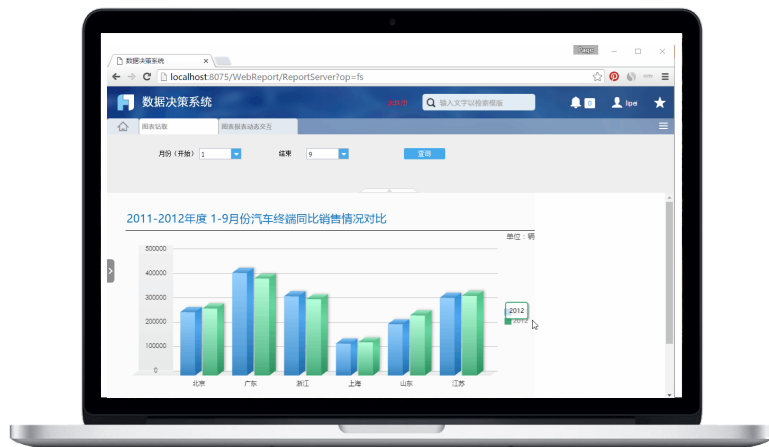 数据决策系统
localhost:8075/WebReport/ReportServer?op=fs
数据决策系统 输入文字以检索模版 0 lipei
图表钻取 图表报表动态交互
月份（开始） 1 结束 9 查询
2011-2012年度 1-9月份汽车终端同比销售情况对比
单位：辆
500000
400000
300000
200000
100000
0
2012
2012
北京 广东 浙江 上海 山东 江苏